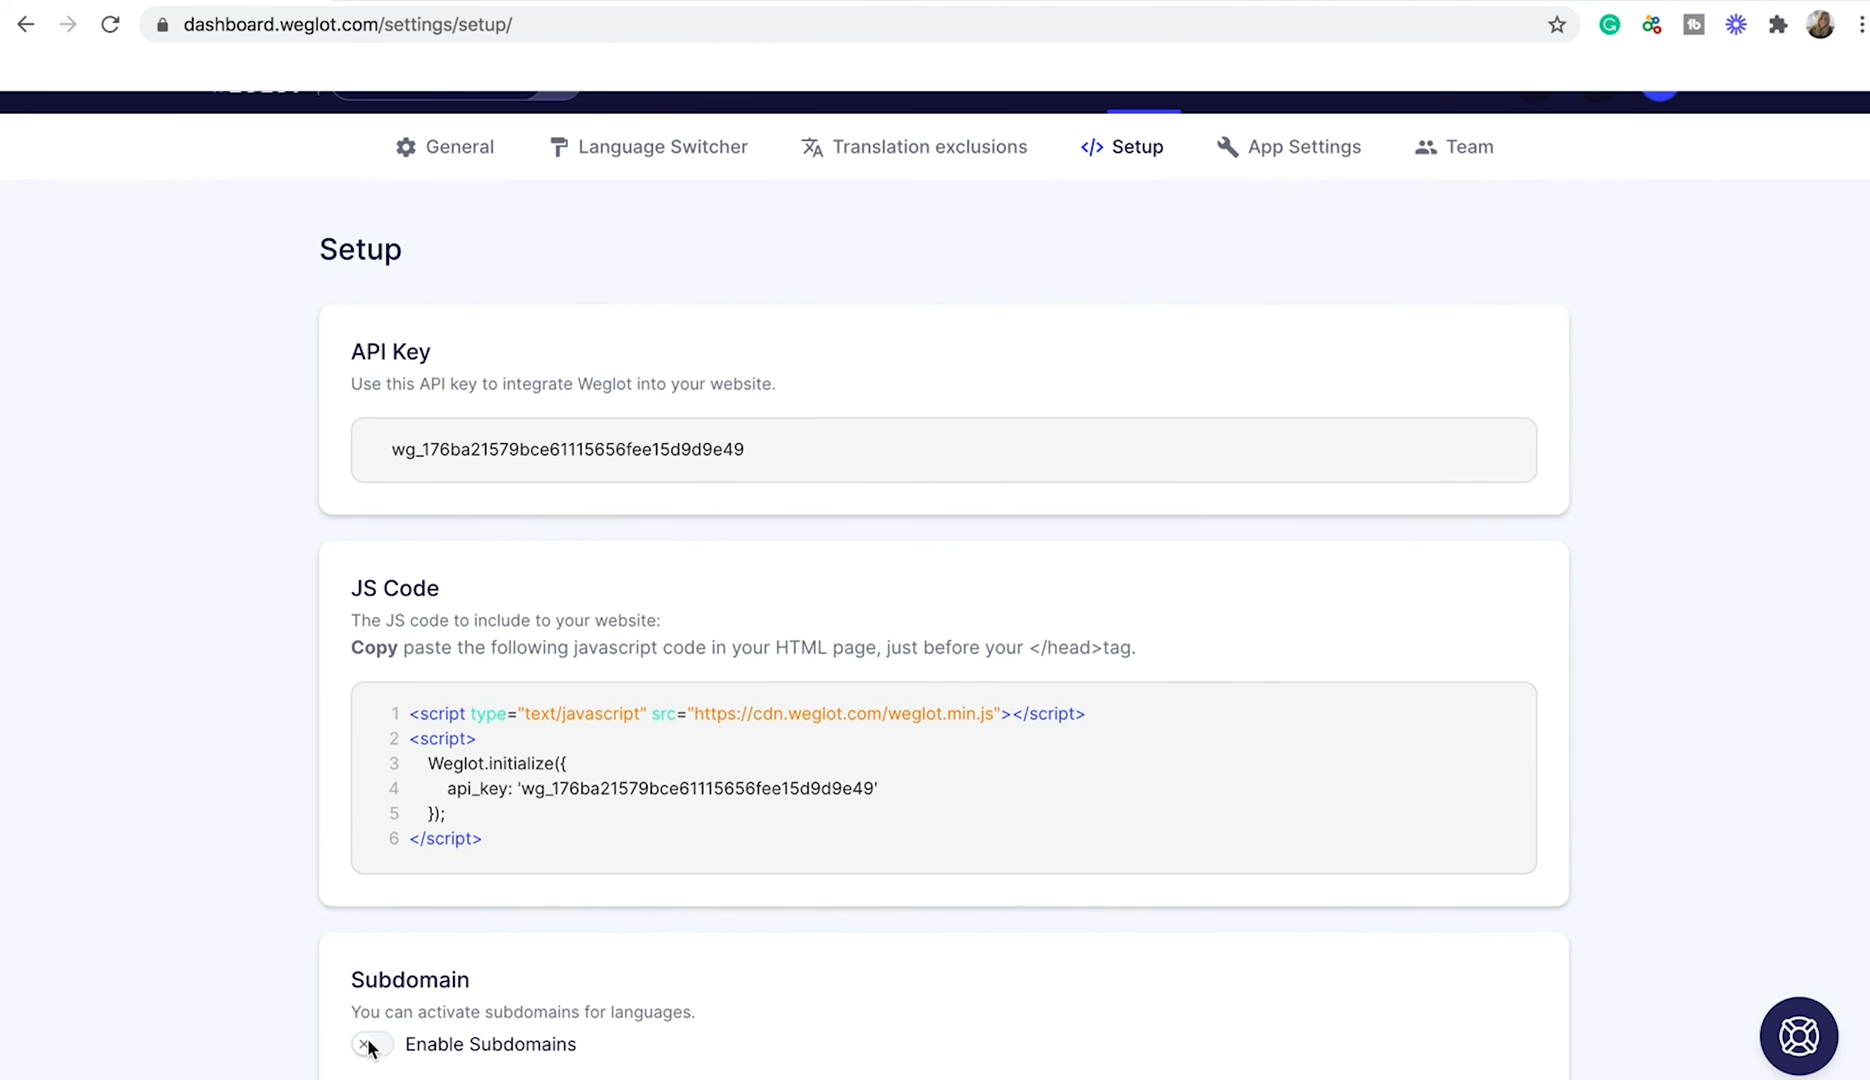 dashboard.weglot.com/settings/setup/
General Language Switcher Translation exclusions </> Setup App Settings Team
Setup
API Key
Use this API key to integrate Weglot into your website.
wg_176ba21579bce61115656fee15d9d9e49
JS Code
The JS code to include to your website:
Copy paste the following javascript code in your HTML page, just before your </head>tag.
1 <script type="text/javascript" src="https://cdn.weglot.com/weglot.min.js"></script>
2 <script>
3 Weglot.initialize({
4 api_key: 'wg_176ba21579bce61115656fee15d9d9e49'
5 });
6 </script>
Subdomain
You can activate subdomains for languages.
Enable Subdomains